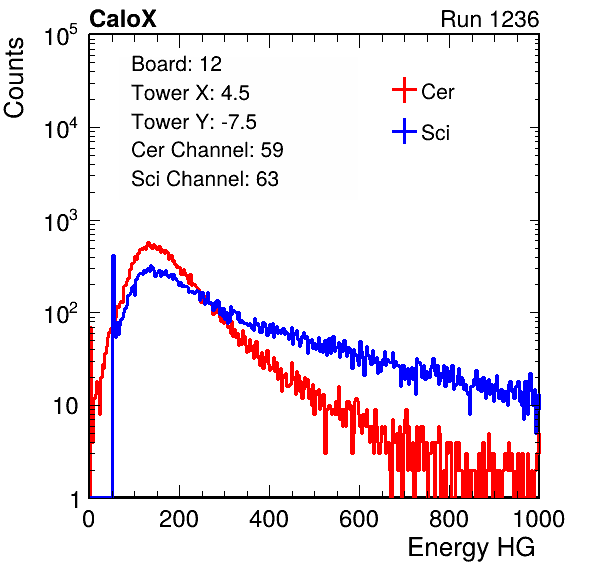 CaloX Run 1236
Counts
10^5
10^4
10^3
10^2
10
1
Board: 12
Tower X: 4.5
Tower Y: -7.5
Cer Channel: 59
Sci Channel: 63
Cer
Sci
0 200 400 600 800 1000
Energy HG